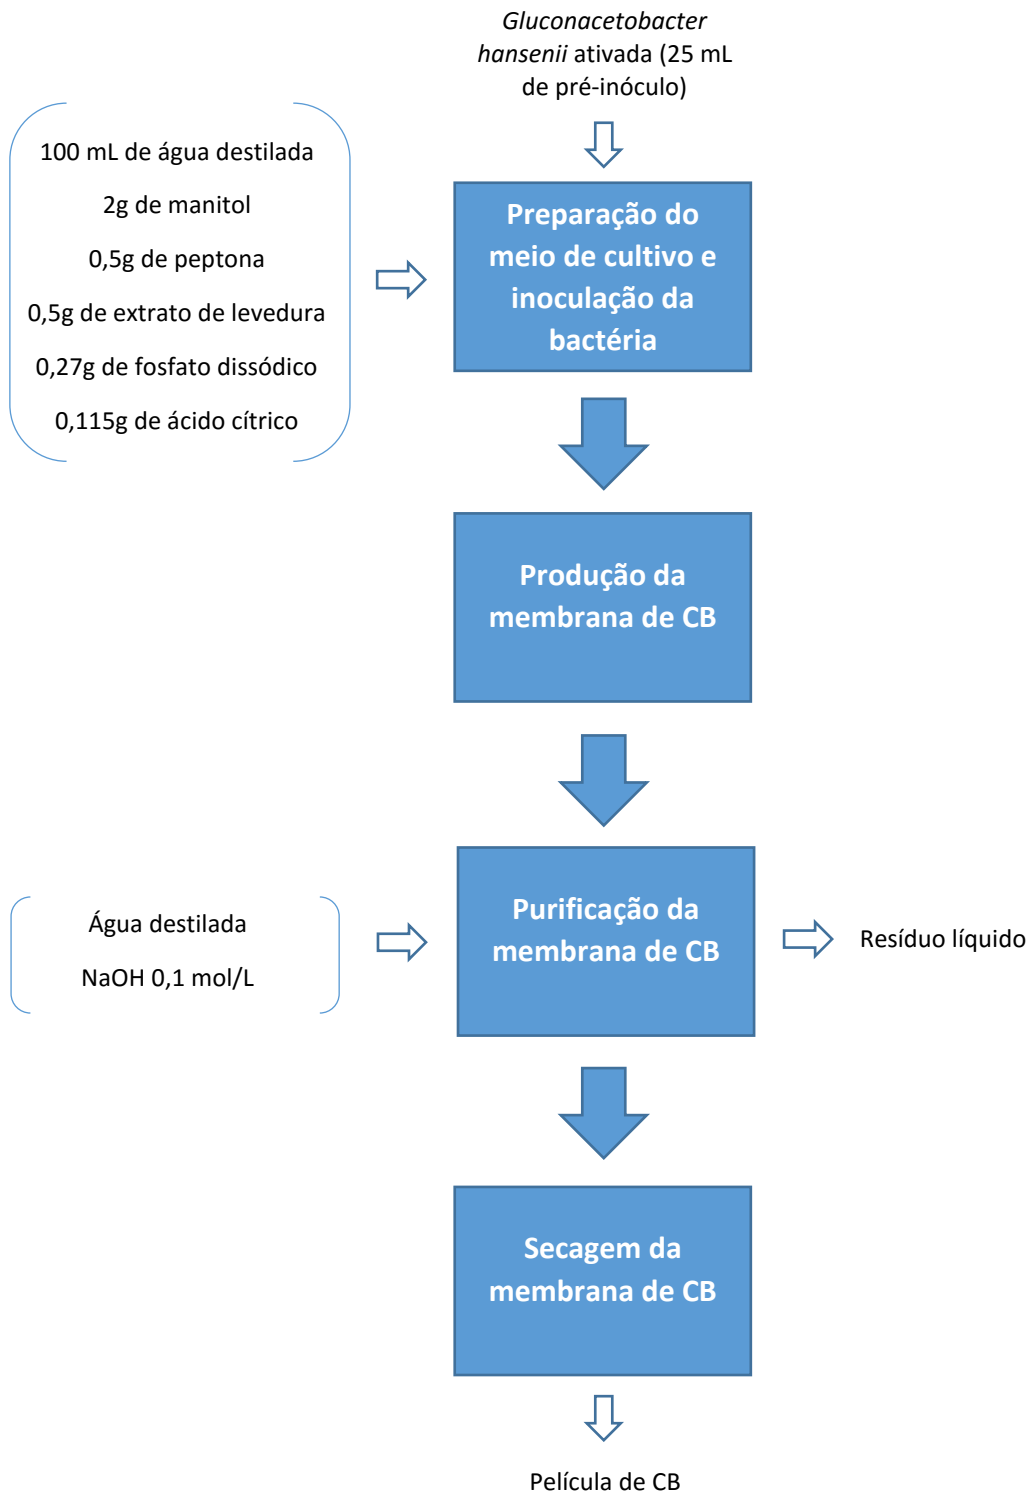 Gluconacetobacter
hansenii ativada (25 mL
de pré-inóculo)
100 mL de água destilada
2g de manitol
0,5g de peptona
0,5g de extrato de levedura
0,27g de fosfato dissódico
0,115g de ácido cítrico
Preparação do
meio de cultivo e
inoculação da
bactéria
Produção da
membrana de CB
Água destilada
NaOH 0,1 mol/L
Purificação da
membrana de CB
Resíduo líquido
Secagem da
membrana de CB
Película de CB